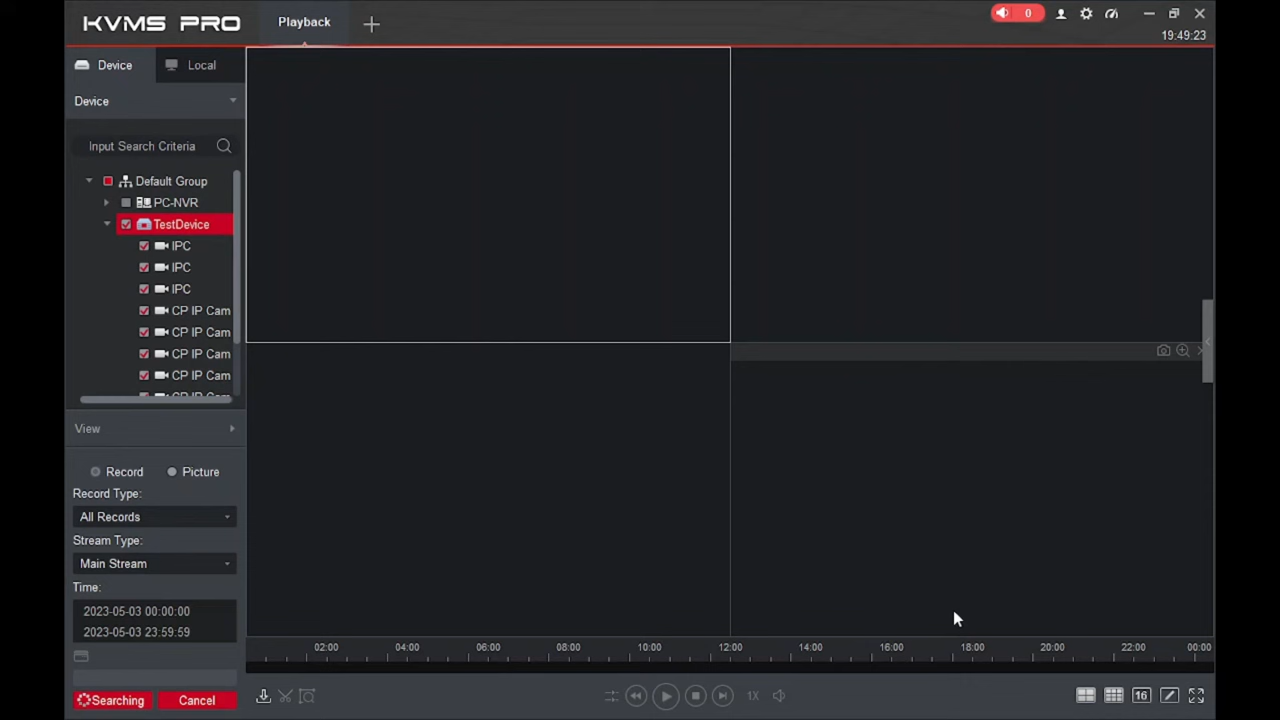 KVMS PRO
Playback
0
19:49:23
Device
Local
Device
Input Search Criteria
Default Group
PC-NVR
TestDevice
IPC
IPC
IPC
CP IP Cam
CP IP Cam
CP IP Cam
CP IP Cam
View
Record
Picture
Record Type:
All Records
Stream Type:
Main Stream
Time:
2023-05-03 00:00:00
2023-05-03 23:59:59
Searching
Cancel
02:00 04:00 06:00 08:00 10:00 12:00 14:00 16:00 18:00 20:00 22:00 00:00
1X
16